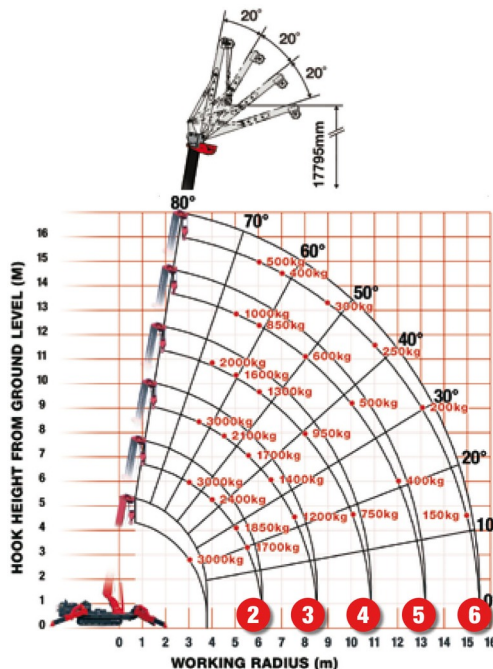 20°
20°
20°
17795mm
80°
70°
60°
50°
40°
30°
20°
10°
0°
HOOK HEIGHT FROM GROUND LEVEL (M)
16
15
14
13
12
11
10
9
8
7
6
5
4
3
2
1
0
500kg
400kg
300kg
250kg
200kg
150kg
1000kg
850kg
600kg
500kg
400kg
2000kg
1600kg
1300kg
950kg
750kg
3000kg
2100kg
1700kg
1400kg
1200kg
3000kg
2400kg
1850kg
1700kg
3000kg
2 3 4 5 6
0 1 2 3 4 5 6 7 8 9 10 11 12 13 14 15 16
WORKING RADIUS (m)